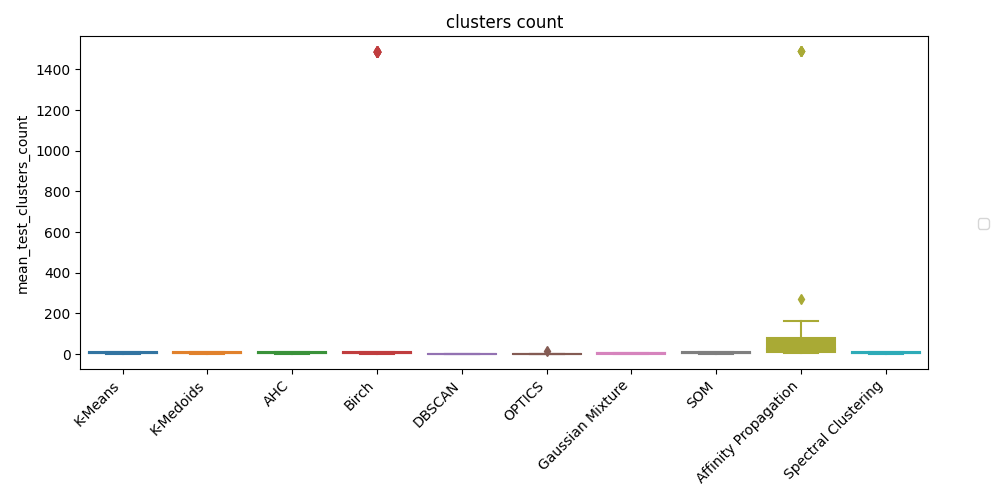 clusters count
mean_test_clusters_count
1400
1200
1000
800
600
400
200
0
K-Means
K-Medoids
AHC
Birch
DBSCAN
OPTICS
Gaussian Mixture
SOM
Affinity Propagation
Spectral Clustering